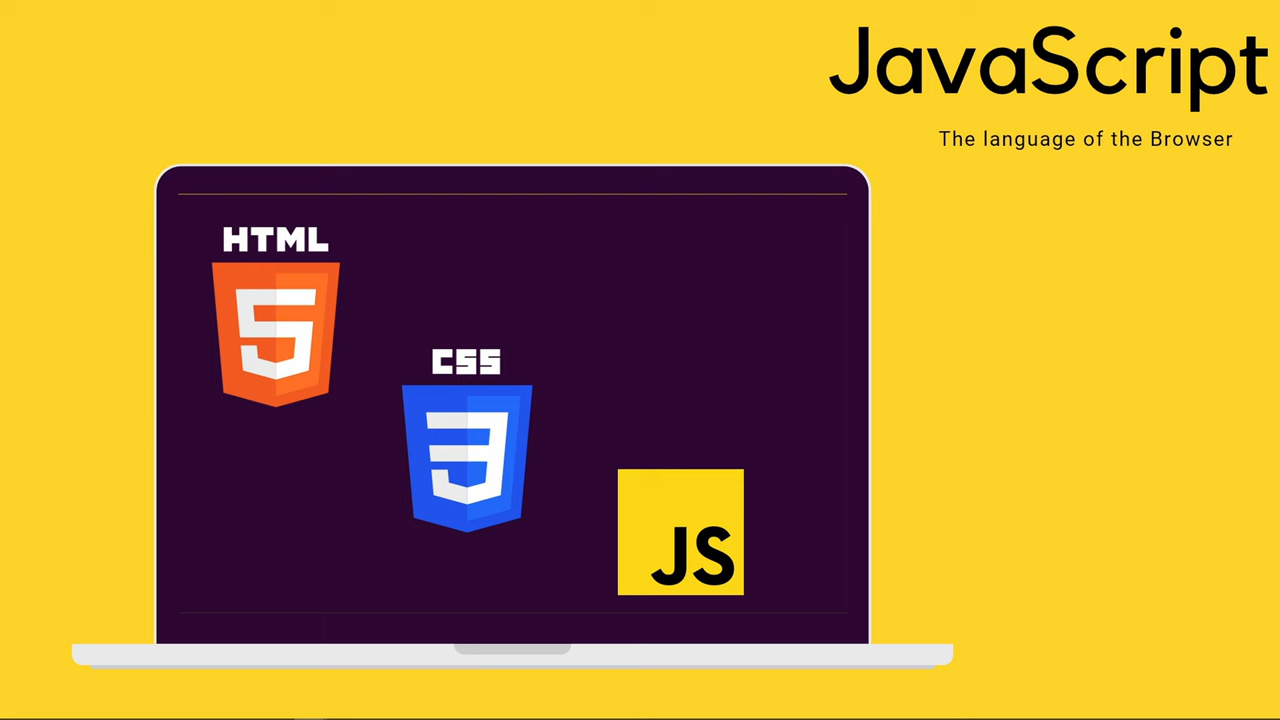 JavaScript
The language of the Browser
HTML
5
CSS
3
JS